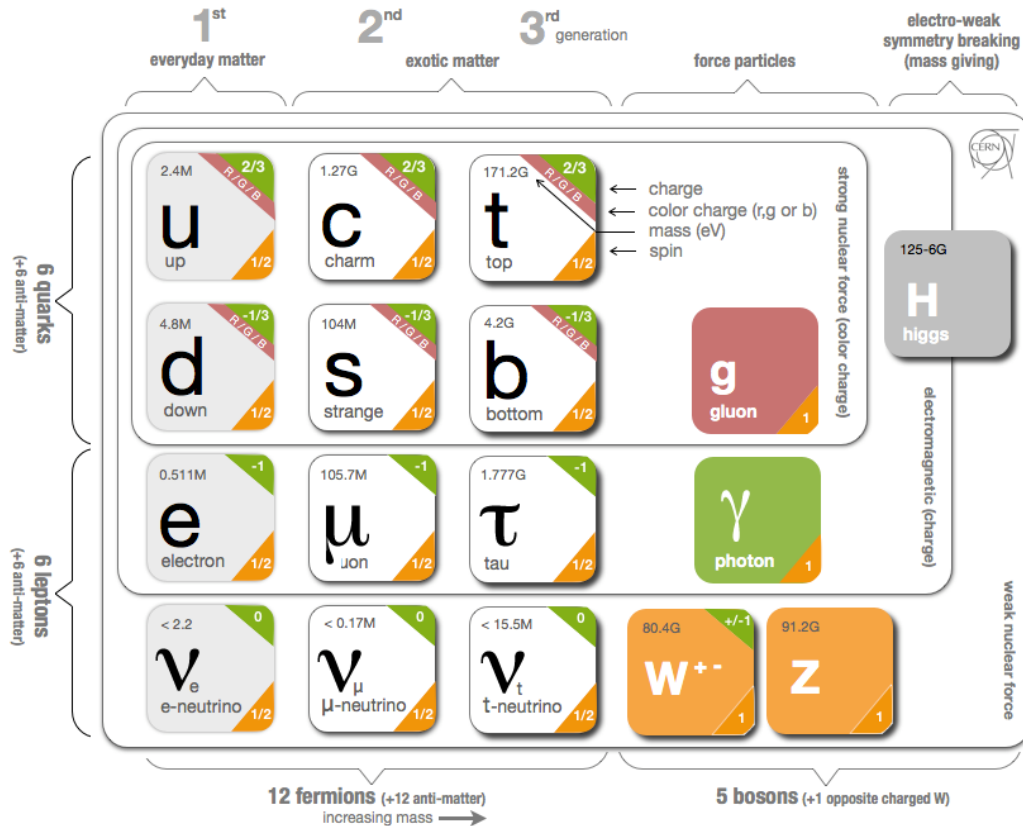 1st
2nd
3rd generation
everyday matter
exotic matter
force particles
electro-weak
symmetry breaking
(mass giving)
6 quarks
(+6 anti-matter)
6 leptons
(+6 anti-matter)
2.4M
2/3
R/G/B
u
up
1/2
1.27G
2/3
R/G/B
c
charm
1/2
171.2G
2/3
R/G/B
t
top
1/2
charge
color charge (r,g or b)
mass (eV)
spin
strong nuclear force (color charge)
CERN
125-6G
H
higgs
4.8M
-1/3
R/G/B
d
down
1/2
104M
-1/3
R/G/B
s
strange
1/2
4.2G
-1/3
R/G/B
b
bottom
1/2
g
gluon
1
electromagnetic (charge)
0.511M
-1
e
electron
1/2
105.7M
-1
μ
uon
1/2
1.777G
-1
τ
tau
1/2
γ
photon
1
weak nuclear force
< 2.2
0
νe
e-neutrino
1/2
< 0.17M
0
νμ
μ-neutrino
1/2
< 15.5M
0
νt
t-neutrino
1/2
80.4G
+/-1
W+-
1
91.2G
Z
1
12 fermions (+12 anti-matter)
increasing mass
5 bosons (+1 opposite charged W)